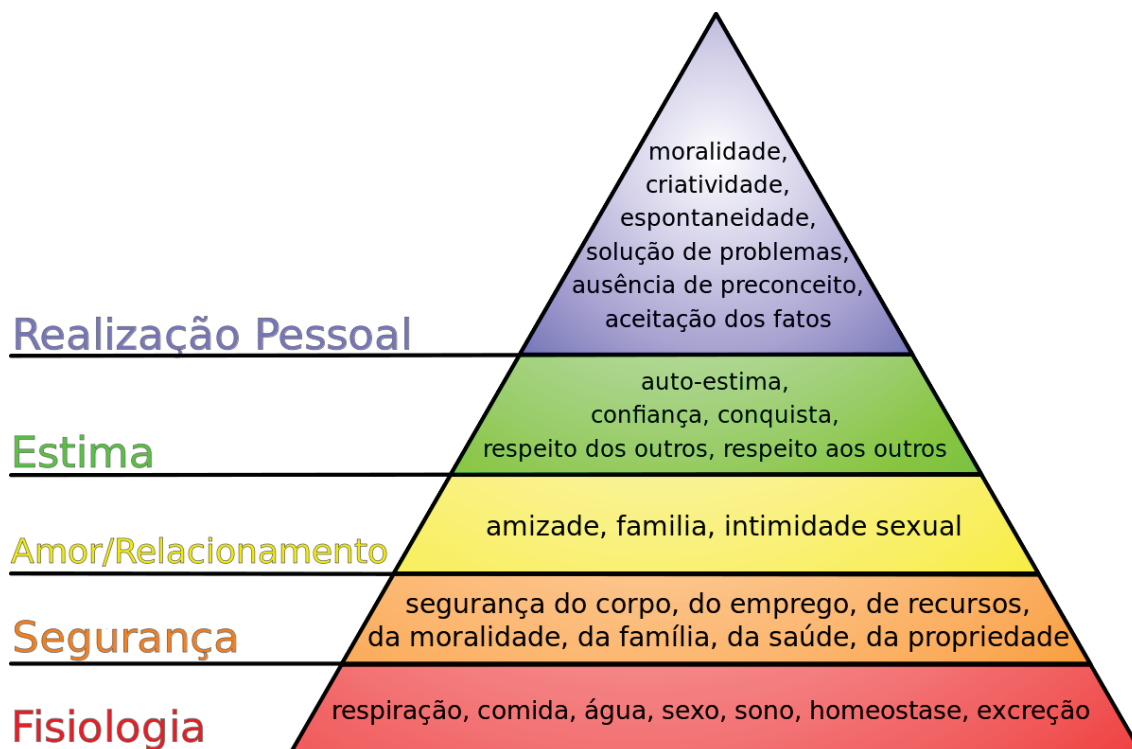 moralidade,
criatividade,
espontaneidade,
solução de problemas,
ausência de preconceito,
aceitação dos fatos
Realização Pessoal
auto-estima,
confiança, conquista,
respeito dos outros, respeito aos outros
Estima
amizade, familia, intimidade sexual
Amor/Relacionamento
segurança do corpo, do emprego, de recursos,
da moralidade, da família, da saúde, da propriedade
Segurança
respiração, comida, água, sexo, sono, homeostase, excreção
Fisiologia